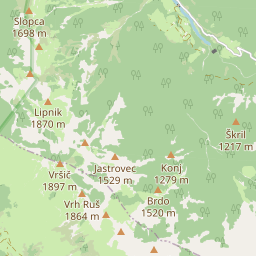 Slopca
1698 m
Lipnik
1870 m
Škril
1217 m
Jastrovec
1529 m
Konj
1279 m
Vršič
1897 m
Brdo
1520 m
Vrh Ruš
1864 m